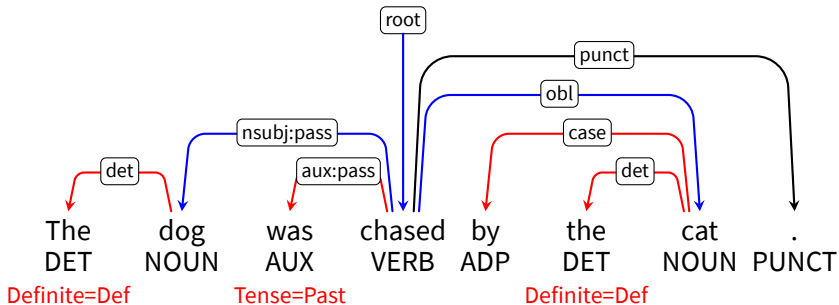 root
punct
obl
nsubj:pass case
det aux:pass det
The dog was chased by the cat .
DET NOUN AUX VERB ADP DET NOUN PUNCT
Definite=Def Tense=Past Definite=Def